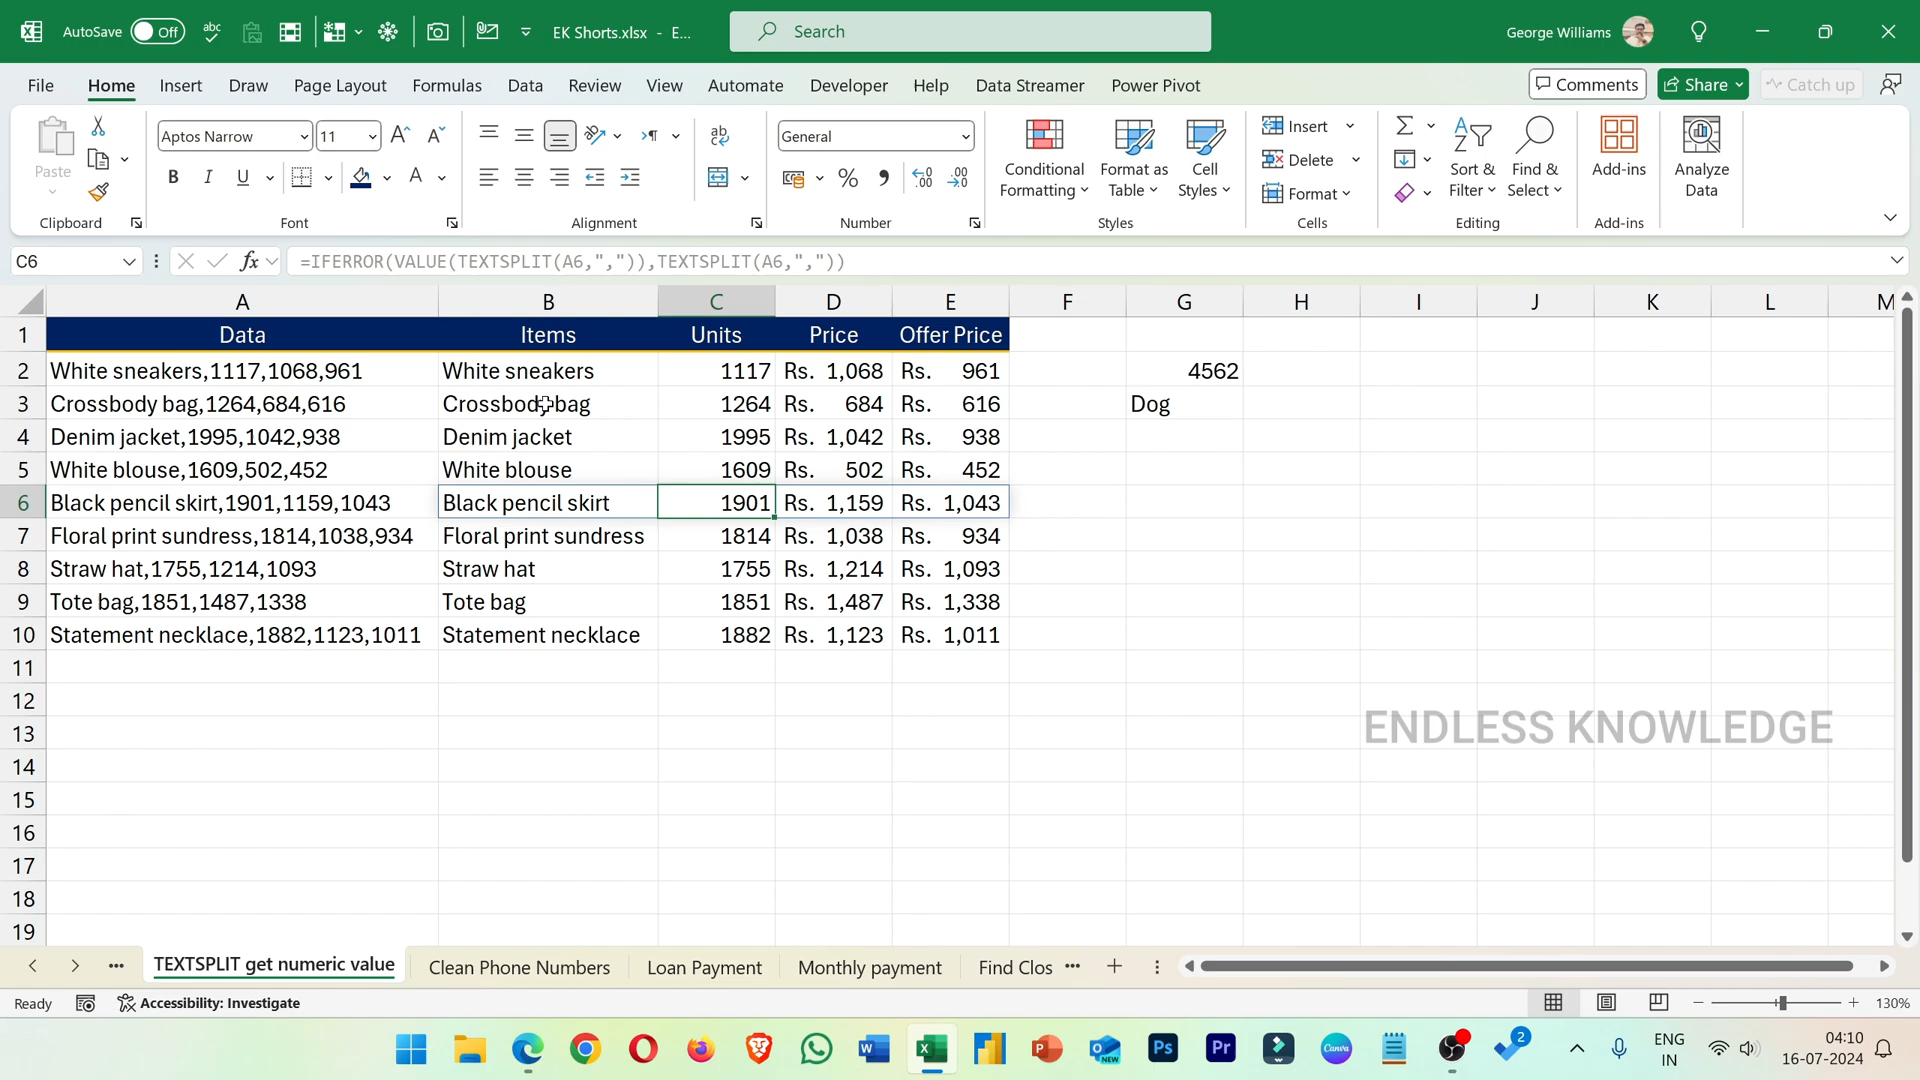 AutoSave Off EK Shorts.xlsx - E... Search George Williams
File Home Insert Draw Page Layout Formulas Data Review View Automate Developer Help Data Streamer Power Pivot Comments Share Catch up
Paste Aptos Narrow 11 General Conditional Formatting Format as Table Cell Styles Insert Delete Format Sort & Filter Find & Select Add-ins Analyze Data
Clipboard Font Alignment Number Styles Cells Editing Add-ins
C6 fx =IFERROR(VALUE(TEXTSPLIT(A6,",")),TEXTSPLIT(A6,","))
A B C D E F G H I J K L M
1 Data Items Units Price Offer Price
2 White sneakers,1117,1068,961 White sneakers 1117 Rs. 1,068 Rs. 961 4562
3 Crossbody bag,1264,684,616 Crossbody bag 1264 Rs. 684 Rs. 616 Dog
4 Denim jacket,1995,1042,938 Denim jacket 1995 Rs. 1,042 Rs. 938
5 White blouse,1609,502,452 White blouse 1609 Rs. 502 Rs. 452
6 Black pencil skirt,1901,1159,1043 Black pencil skirt 1901 Rs. 1,159 Rs. 1,043
7 Floral print sundress,1814,1038,934 Floral print sundress 1814 Rs. 1,038 Rs. 934
8 Straw hat,1755,1214,1093 Straw hat 1755 Rs. 1,214 Rs. 1,093
9 Tote bag,1851,1487,1338 Tote bag 1851 Rs. 1,487 Rs. 1,338
10 Statement necklace,1882,1123,1011 Statement necklace 1882 Rs. 1,123 Rs. 1,011
11
12
13 ENDLESS KNOWLEDGE
14
15
16
17
18
19
TEXTSPLIT get numeric value Clean Phone Numbers Loan Payment Monthly payment Find Clos ...
Ready Accessibility: Investigate 130%
2 ENG 04:10
IN 16-07-2024